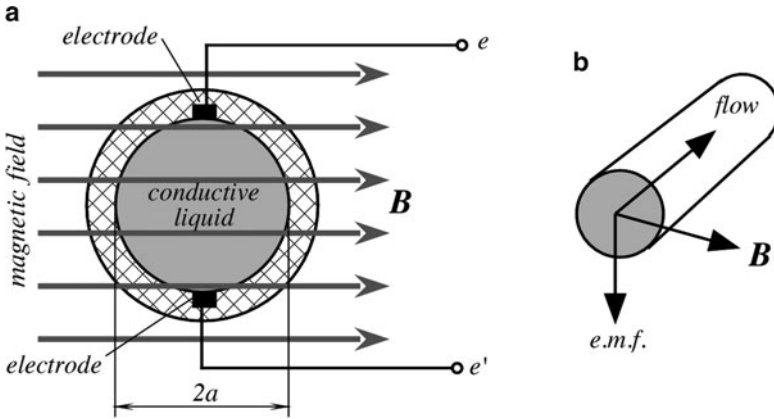 a
electrode
e
magnetic field
conductive
liquid
B
electrode
e'
2a
b
flow
B
e.m.f.